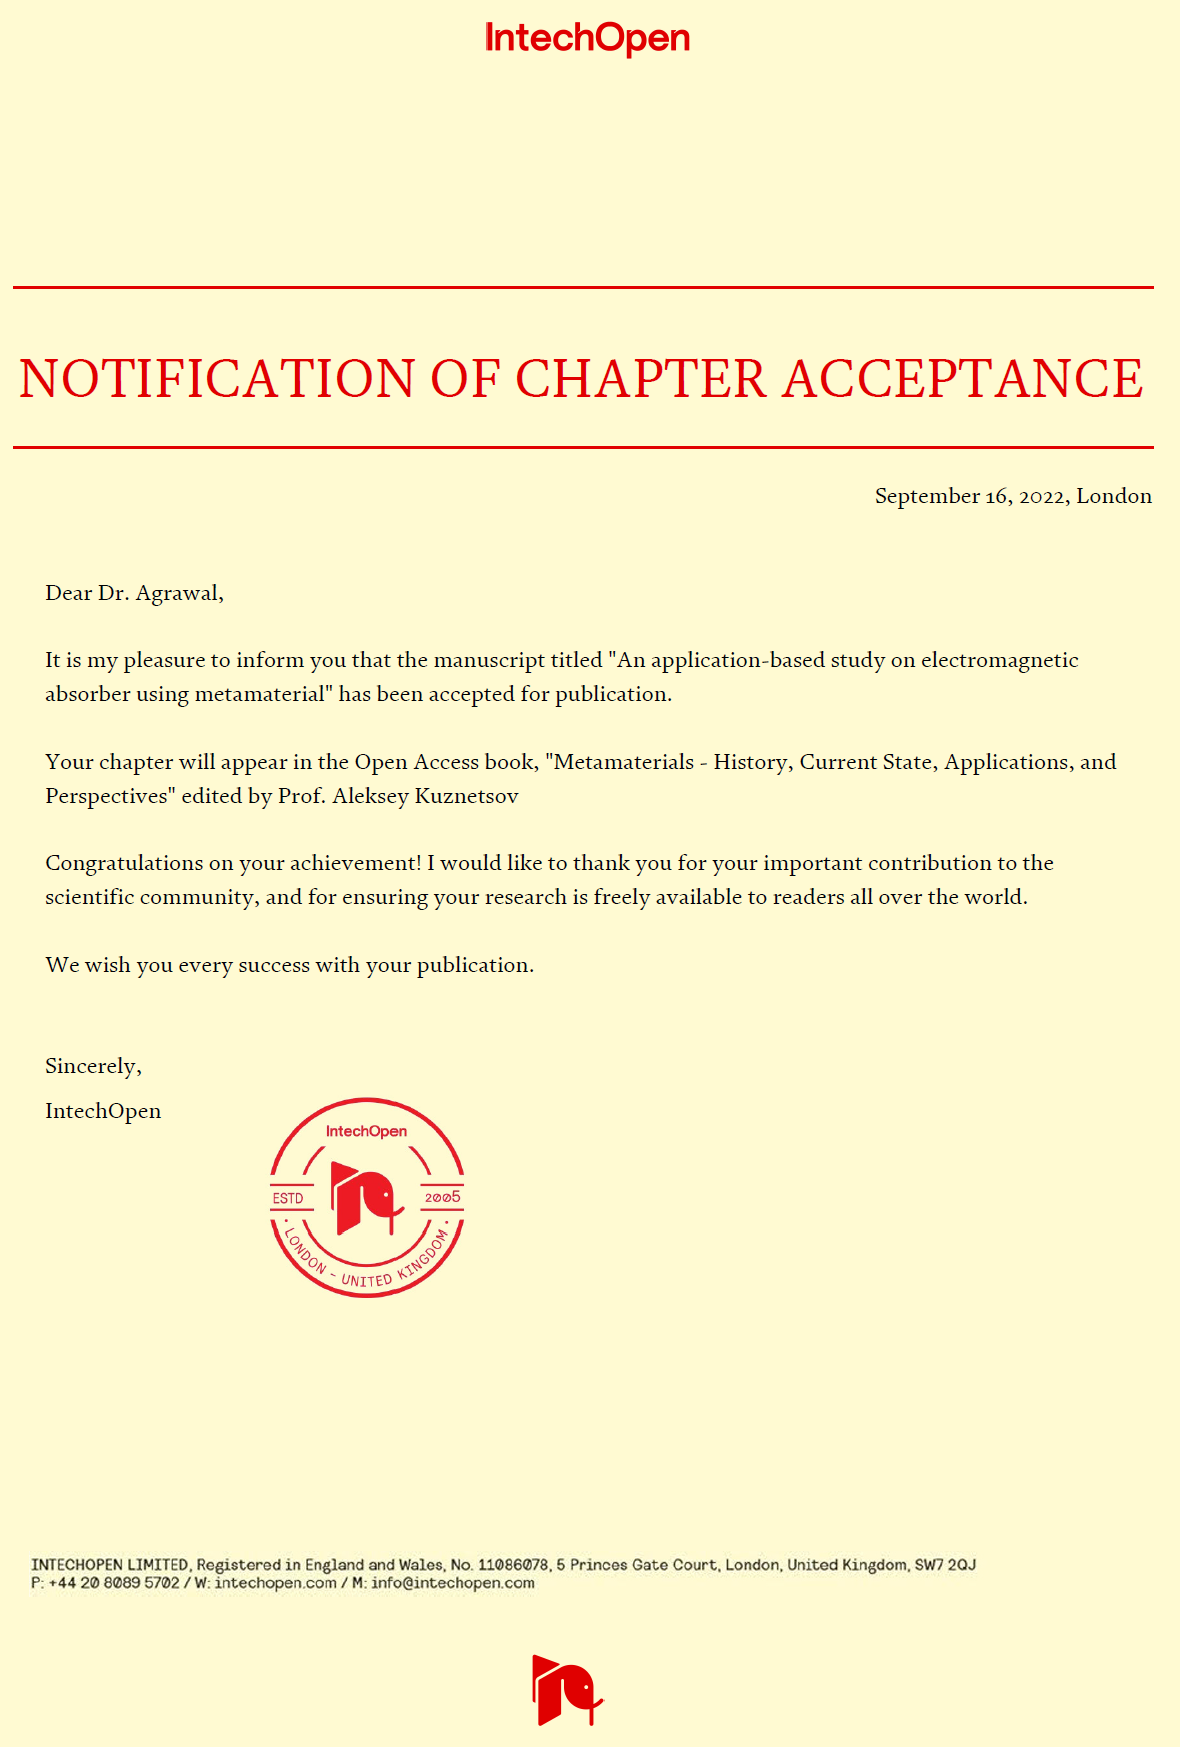 IntechOpen
NOTIFICATION OF CHAPTER ACCEPTANCE
September 16, 2022, London
Dear Dr. Agrawal,
It is my pleasure to inform you that the manuscript titled "An application-based study on electromagnetic
absorber using metamaterial" has been accepted for publication.
Your chapter will appear in the Open Access book, "Metamaterials - History, Current State, Applications, and
Perspectives" edited by Prof. Aleksey Kuznetsov
Congratulations on your achievement! I would like to thank you for your important contribution to the
scientific community, and for ensuring your research is freely available to readers all over the world.
We wish you every success with your publication.
Sincerely,
IntechOpen
IntechOpen
ESTD 2005
• LONDON - UNITED KINGDOM •
INTECHOPEN LIMITED, Registered in England and Wales, No. 11086078, 5 Princes Gate Court, London, United Kingdom, SW7 2QJ
P: +44 20 8089 5702 / W: intechopen.com / M: info@intechopen.com